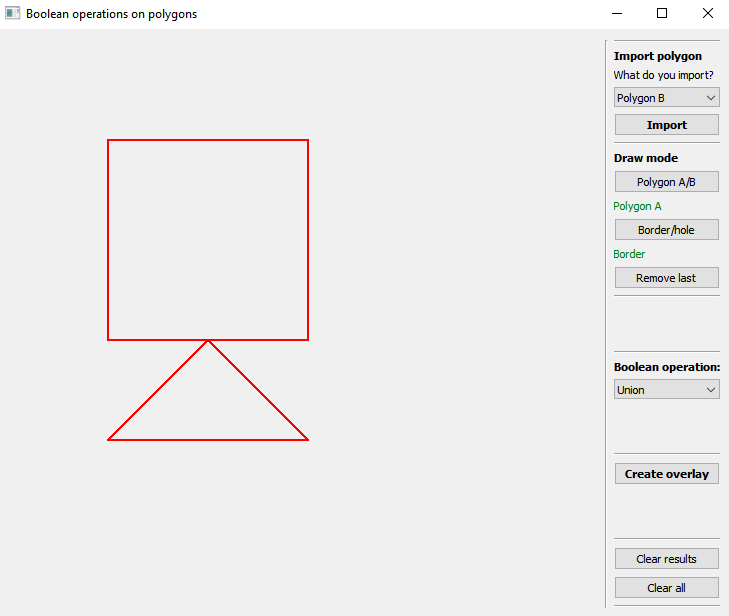 Boolean operations on polygons
Import polygon
What do you import?
Polygon B
Import
Draw mode
Polygon A/B
Polygon A
Border/hole
Border
Remove last
Boolean operation:
Union
Create overlay
Clear results
Clear all